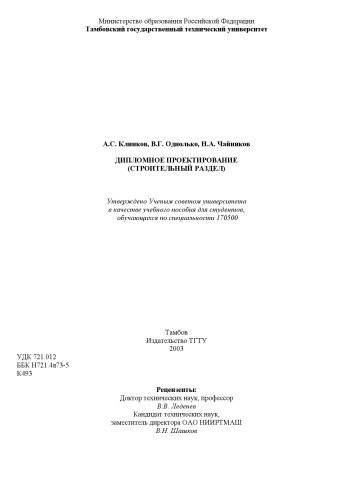 Министерство образования Российской Федерации
Тамбовский государственный технический университет
А.С. Клинков, В.Г. Однолько, Н.А. Чайников
ДИПЛОМНОЕ ПРОЕКТИРОВАНИЕ
(СТРОИТЕЛЬНЫЙ РАЗДЕЛ)
Утверждено Ученым советом университета
в качестве учебного пособия для студентов,
обучающихся по специальности 170500
Тамбов
Издательство ТГТУ
2003
УДК 721.012
ББК Н721.4я73-5
К493
Рецензенты:
Доктор технических наук, профессор
В.В. Леденев
Кандидат технических наук,
заместитель директора ОАО НИИРТМАШ
В.Н. Шашков